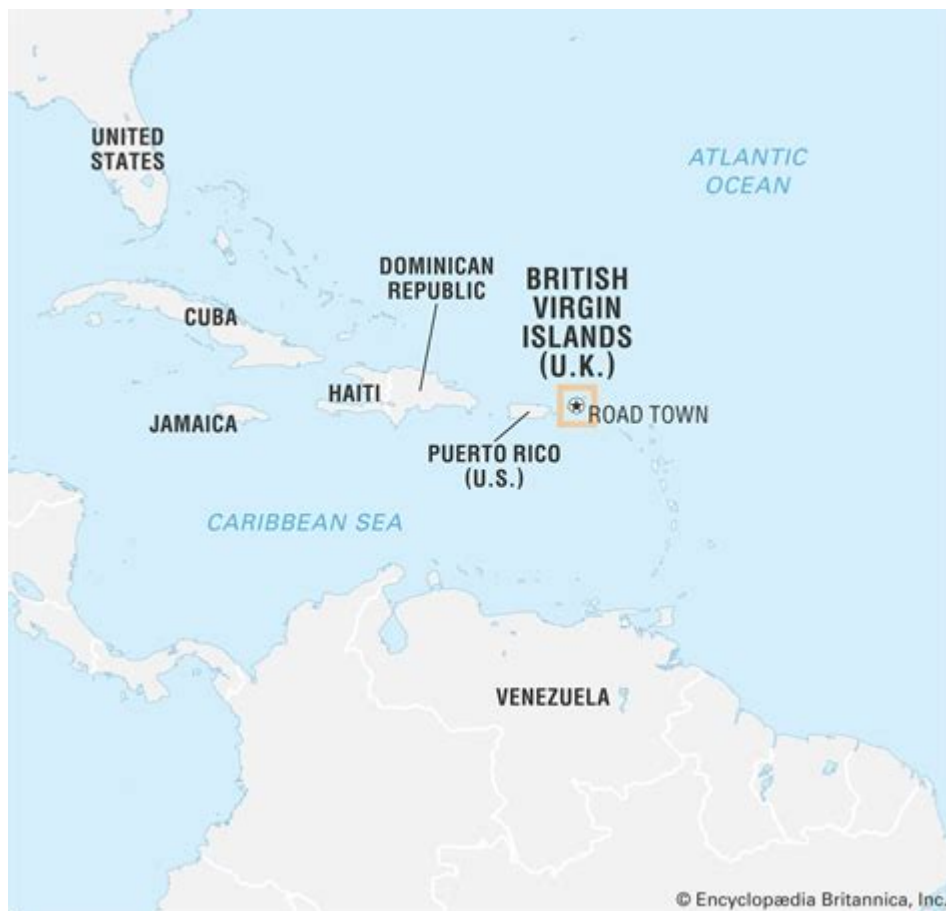 UNITED
STATES
ATLANTIC
OCEAN
DOMINICAN
REPUBLIC
BRITISH
VIRGIN
ISLANDS
(U.K.)
CUBA
HAITI
JAMAICA
ROAD TOWN
PUERTO RICO
(U.S.)
CARIBBEAN SEA
VENEZUELA
© Encyclopædia Britannica, Inc.